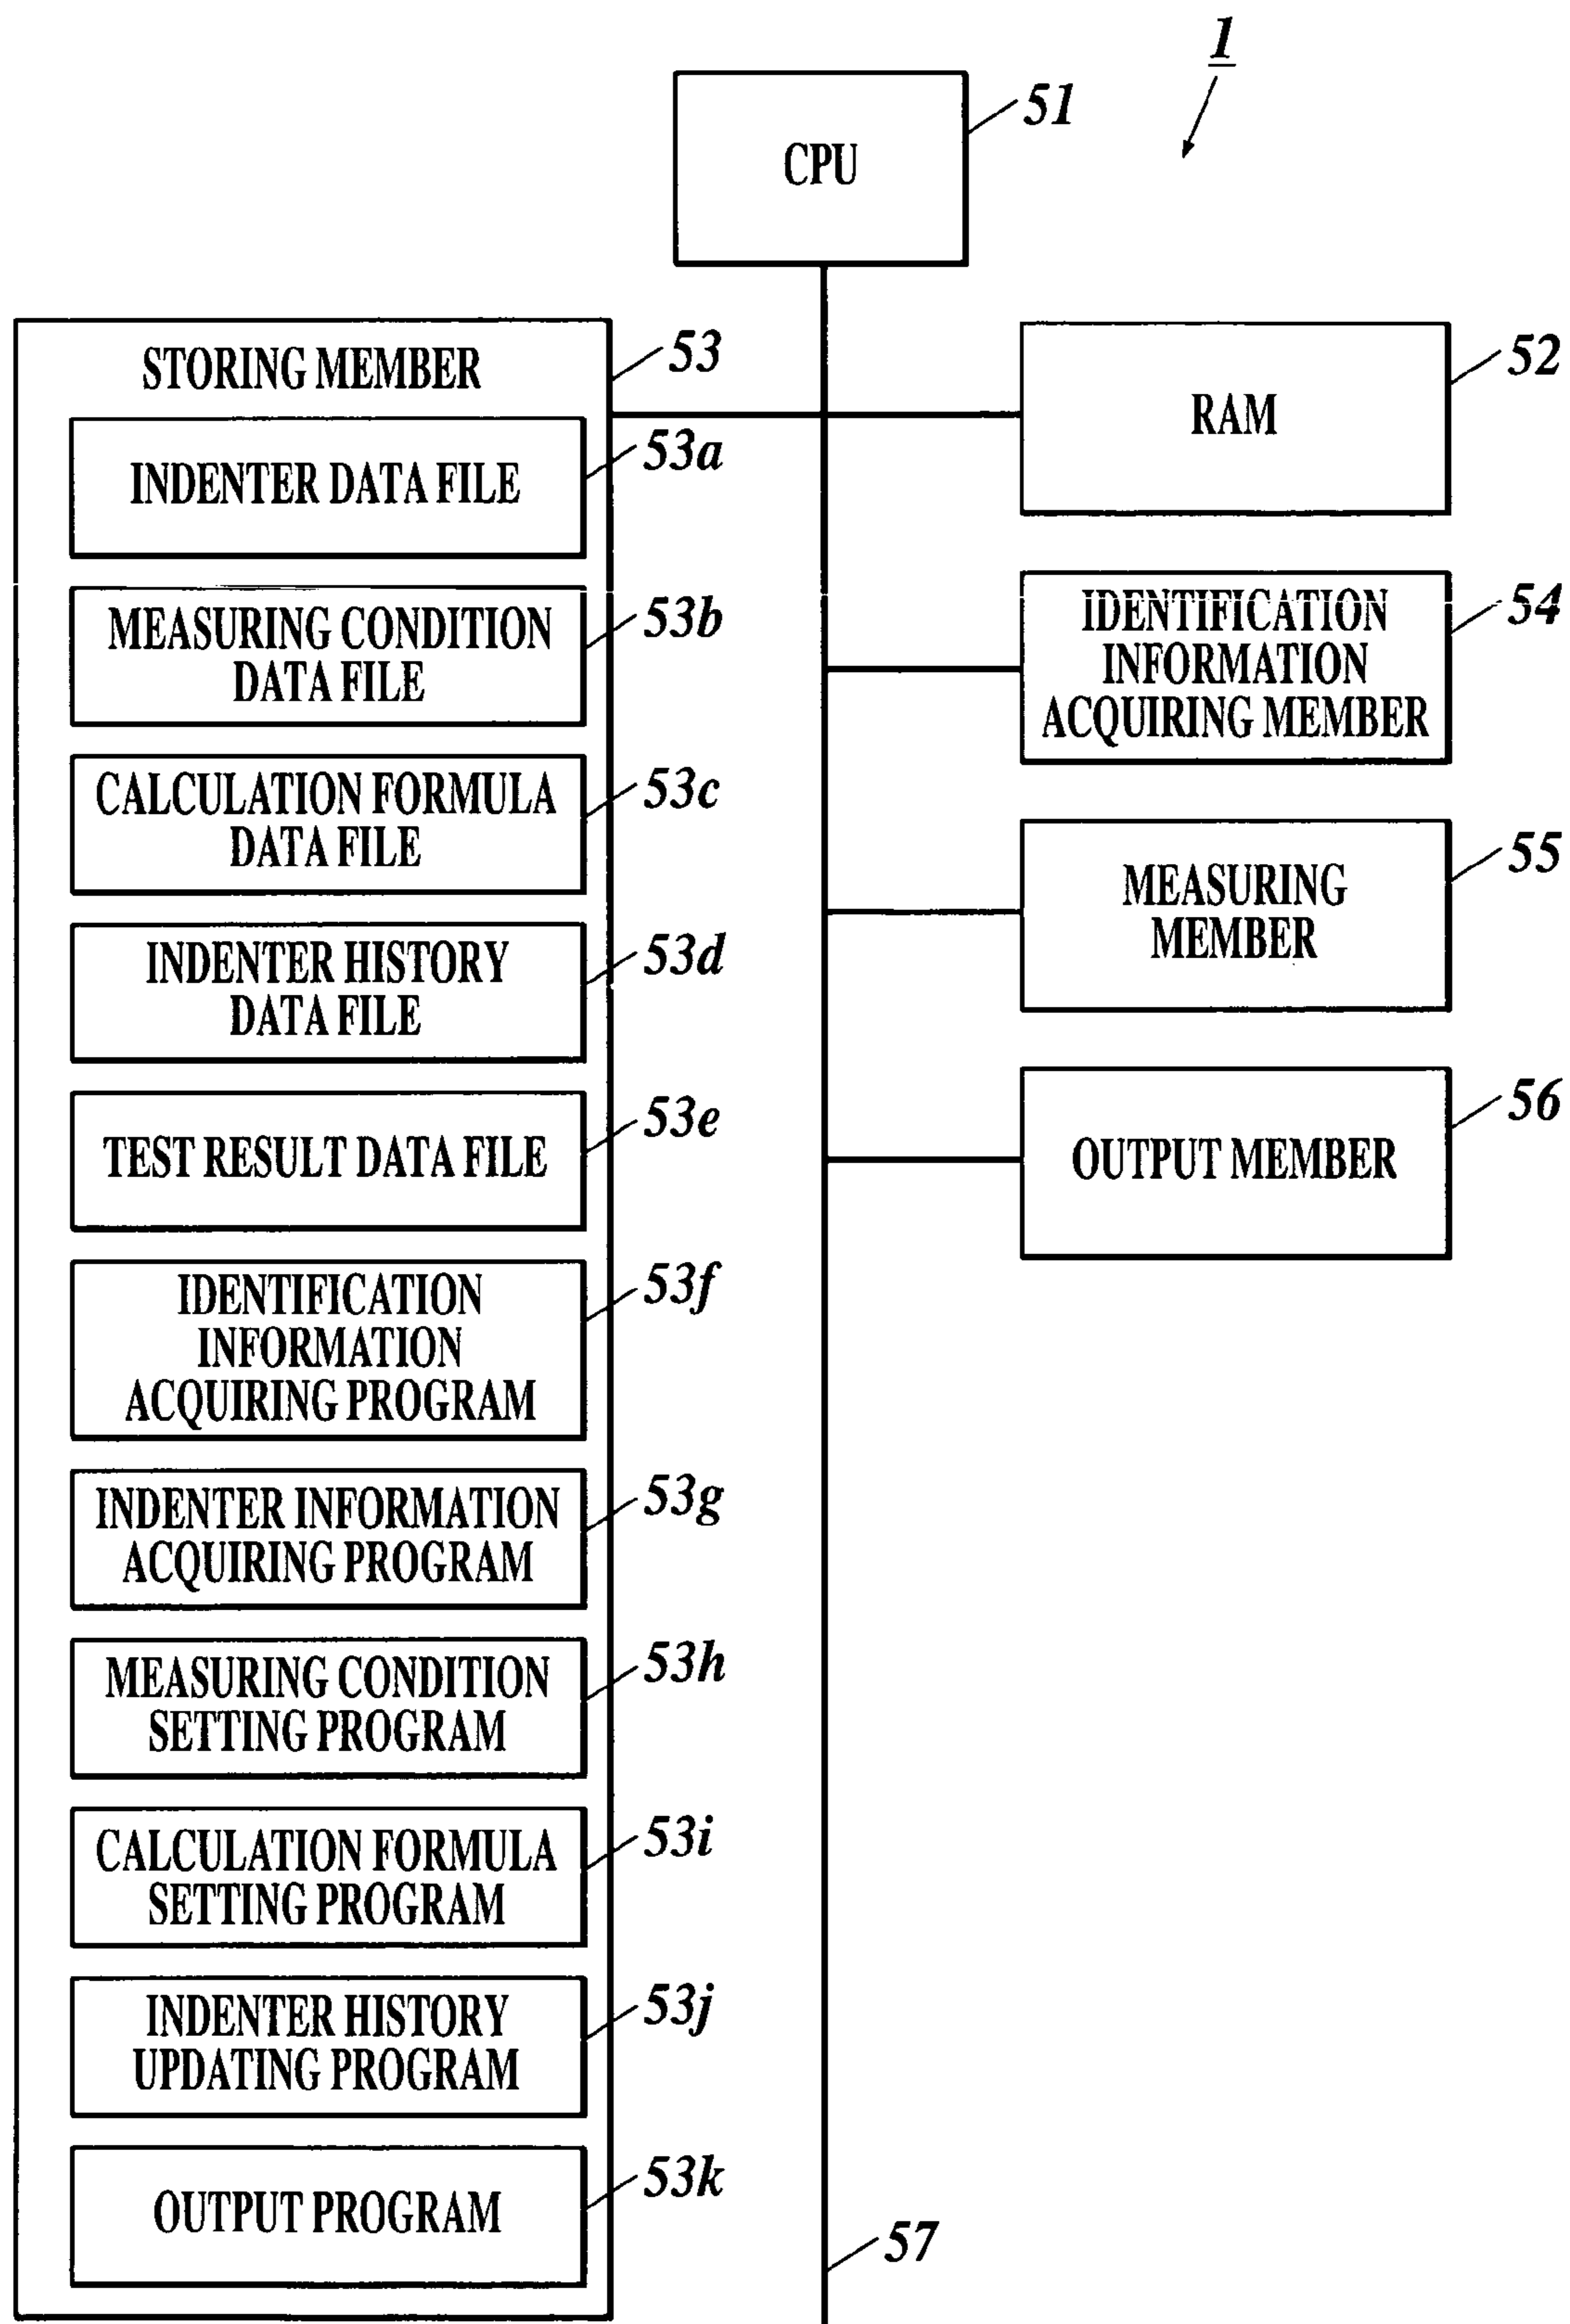 1
51
CPU
STORING MEMBER
53
INDENTER DATA FILE
53a
MEASURING CONDITION
DATA FILE
53b
CALCULATION FORMULA
DATA FILE
53c
INDENTER HISTORY
DATA FILE
53d
TEST RESULT DATA FILE
53e
IDENTIFICATION
INFORMATION
ACQUIRING PROGRAM
53f
INDENTER INFORMATION
ACQUIRING PROGRAM
53g
MEASURING CONDITION
SETTING PROGRAM
53h
CALCULATION FORMULA
SETTING PROGRAM
53i
INDENTER HISTORY
UPDATING PROGRAM
53j
OUTPUT PROGRAM
53k
RAM
52
IDENTIFICATION
INFORMATION
ACQUIRING MEMBER
54
MEASURING
MEMBER
55
OUTPUT MEMBER
56
57